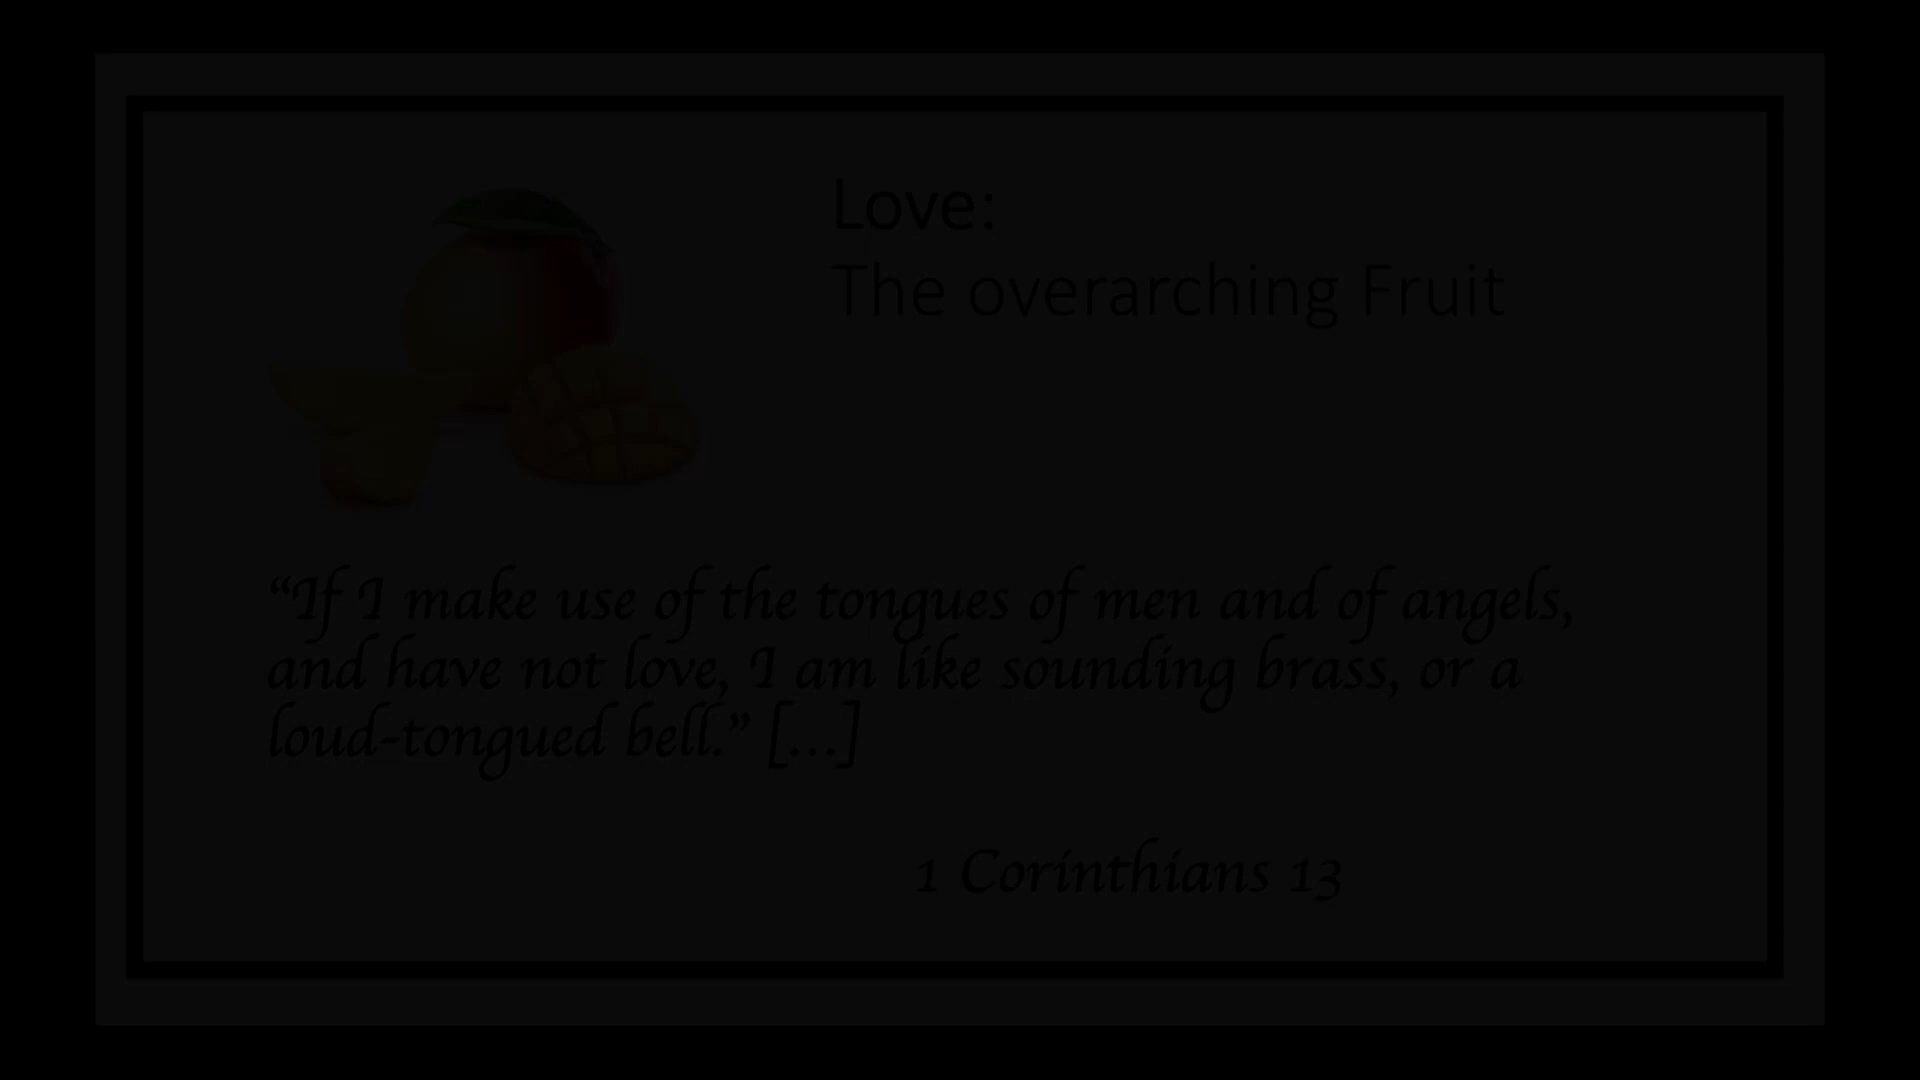 Love:
The overarching Fruit
“If I make use of the tongues of men and of angels,
and have not love, I am like sounding brass, or a
loud-tongued bell.” [...]
1 Corinthians 13